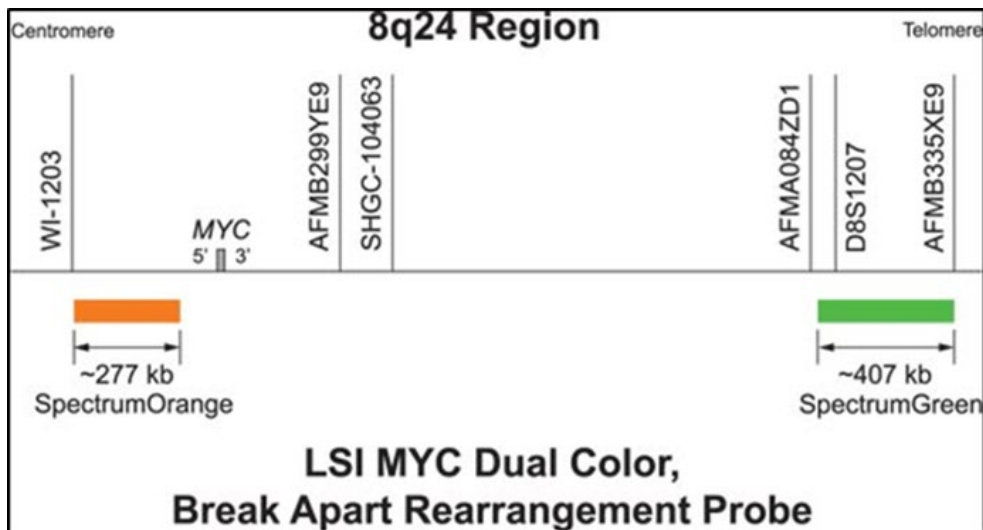 Centromere
8q24 Region
Telomere
WI-1203
MYC
5' 3'
AFMB299YE9
SHGC-104063
AFMA084ZD1
D8S1207
AFMB335XE9
~277 kb
SpectrumOrange
~407 kb
SpectrumGreen
LSI MYC Dual Color,
Break Apart Rearrangement Probe